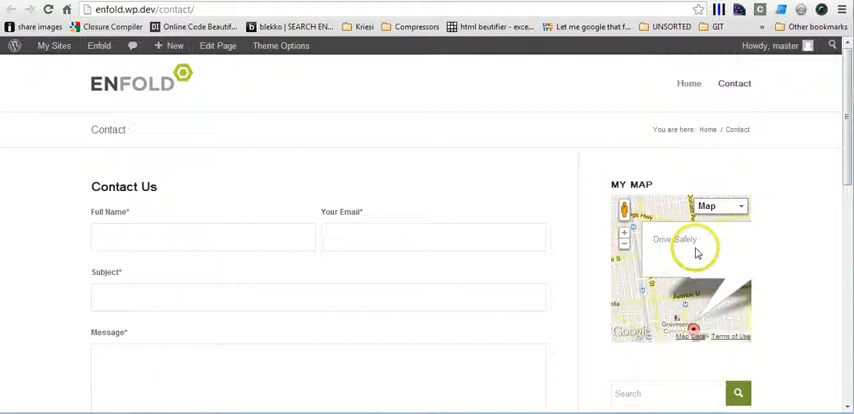 enfold.wp.dev/contact/
share images Closure Compiler Online Code Beautif... blekko | SEARCH EN... Kriesi Compressors html beutifier - exce... Let me google that f... UNSORTED GIT » Other bookmarks
My Sites Enfold + New Edit Page Theme Options Howdy, master
ENFOLD Home Contact
Contact You are here: Home / Contact
Contact Us MY MAP
Full Name* Your Email* Map
Drive Safely
Subject*
Avenue U
Message*
Google Map Data - Terms of Use
Search